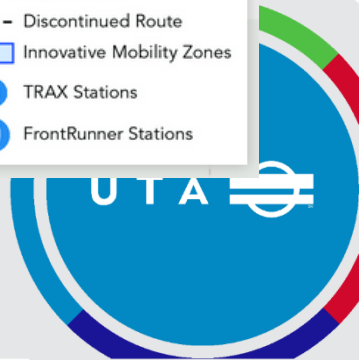 Discontinued Route
Innovative Mobility Zones
TRAX Stations
FrontRunner Stations
UTA